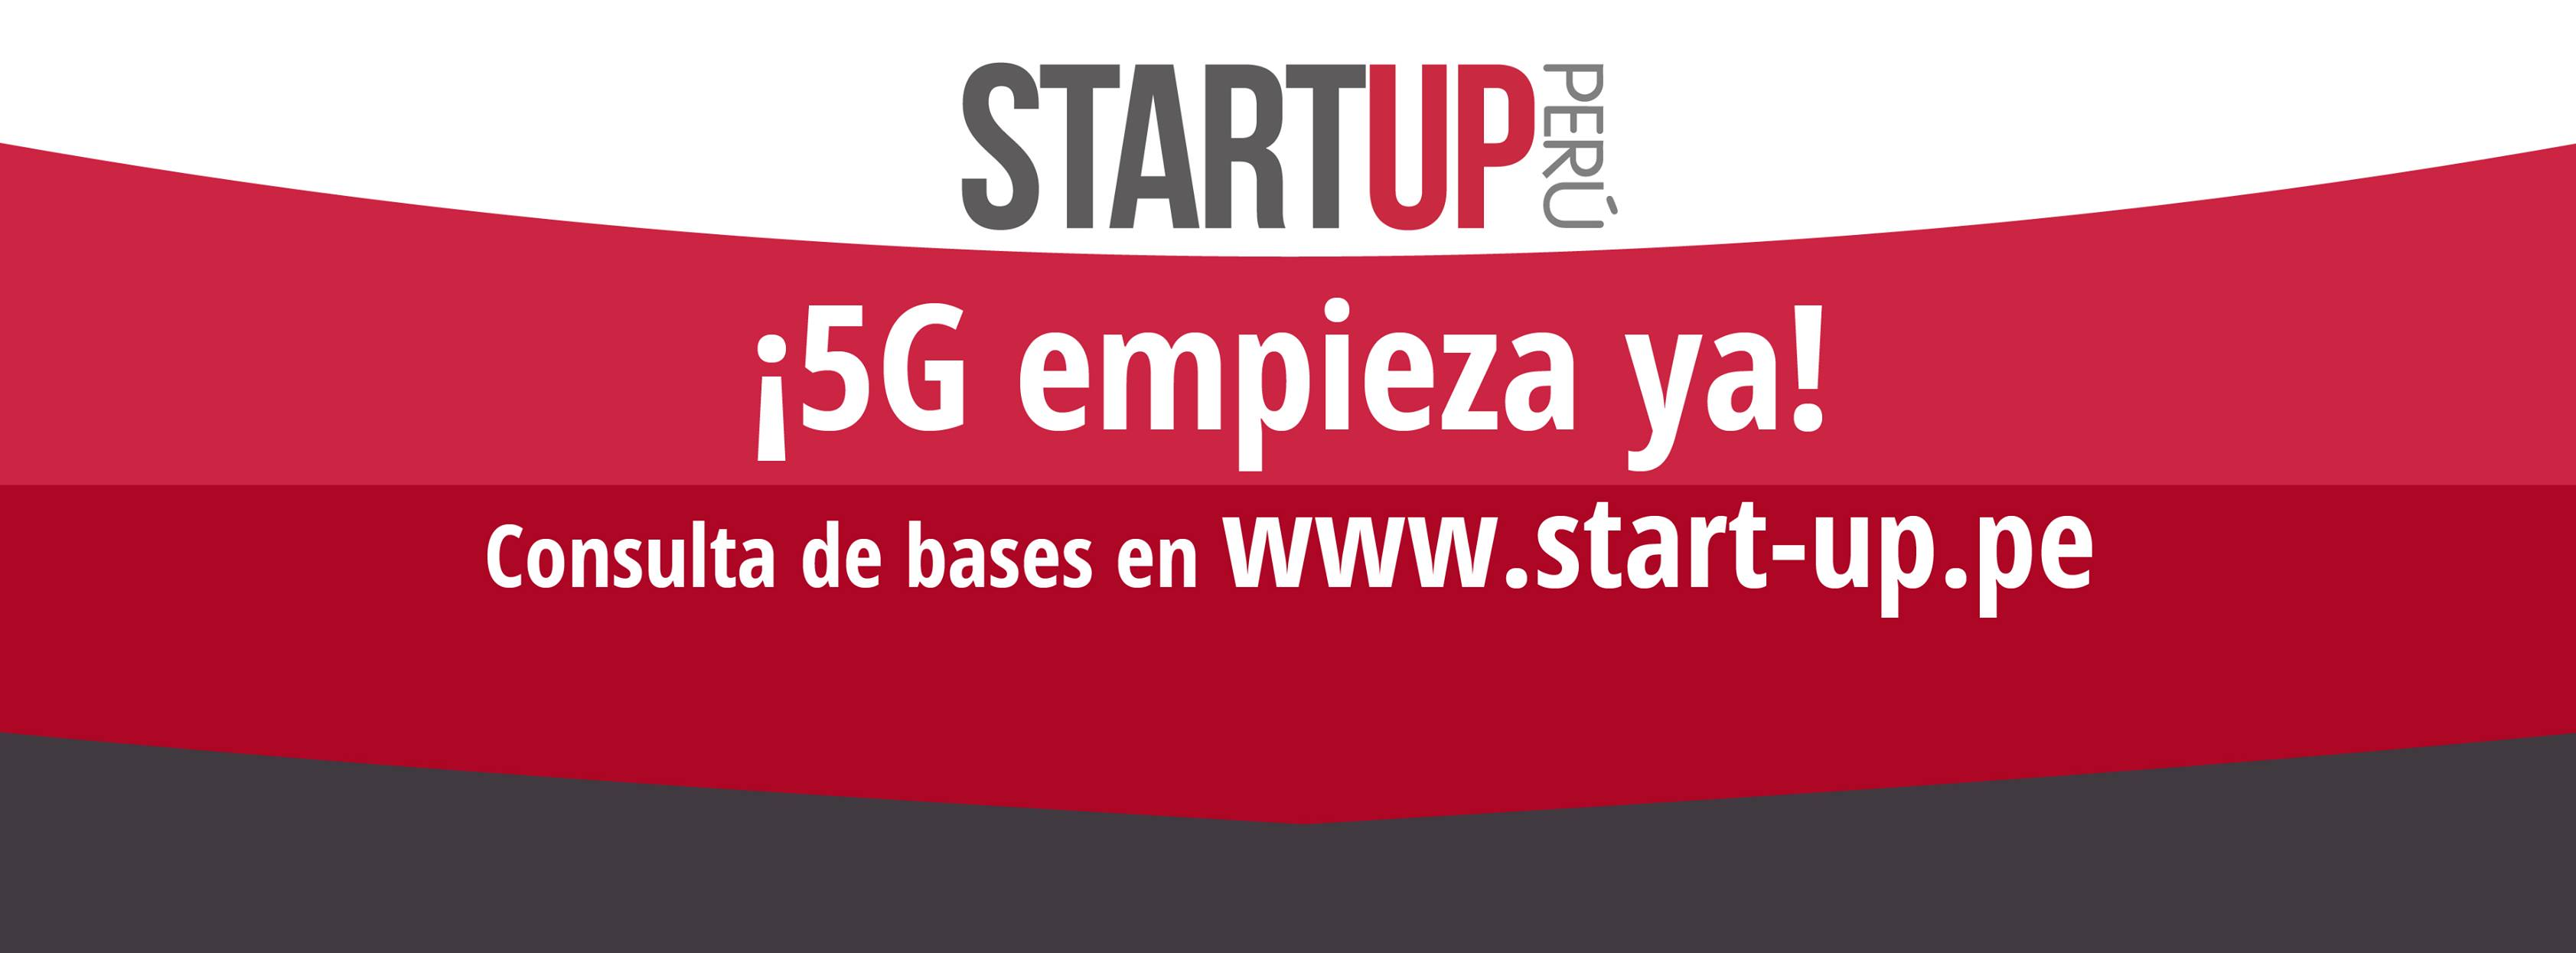 STARTUP PERÚ
¡5G empieza ya!
Consulta de bases en www.start-up.pe